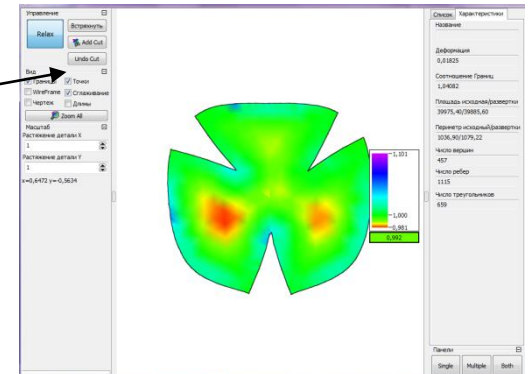 Управление
Relax
Встряхнуть
Add Cut
Undo Cut
Вид
Границы
Точки
WireFrame
Сглаживание
Чертеж
Длины
Zoom All
Масштаб
Растяжение детали X
1
Растяжение детали Y
1
x=0,6472 y=-0,5634
1,101
1,000
0,981
0,992
Список
Характеристики
Название
Деформация
0,01825
Соотношение Границ
1,04082
Площадь исходная/развертки
39975,40/39885,60
Периметр исходный/развертки
1036,90/1079,22
Число вершин
457
Число ребер
1115
Число треугольников
659
Панели
Single
Multiple
Both